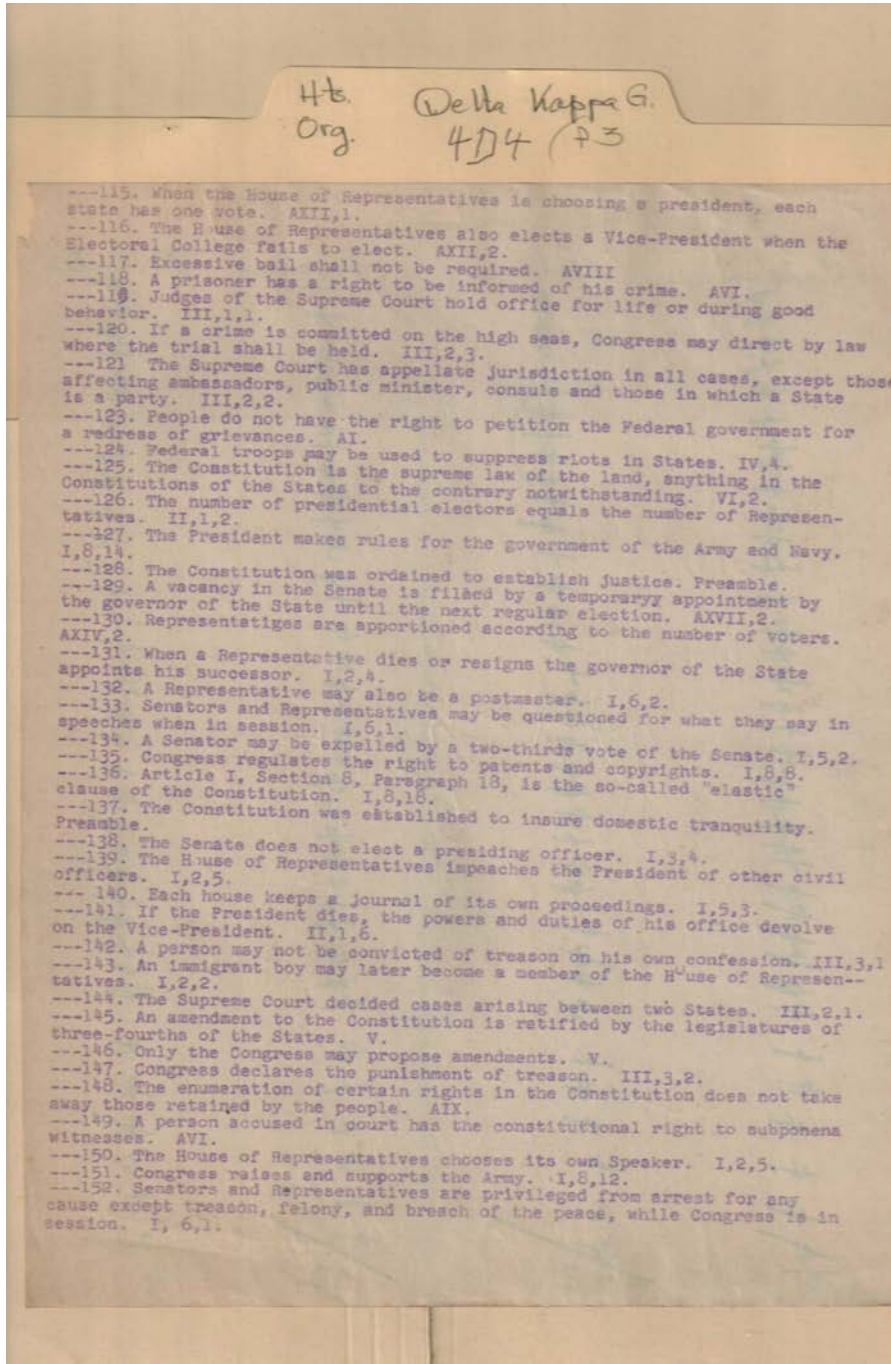 Hts. Delta Kappa G.
Org. 4D4 / P3
---115. When the House of Representatives is choosing a president, each
state has one vote. AXII,1.
---116. The H use of Representatives also elects a Vice-President when the
Electoral College fails to elect. AXII,2.
---117. Excessive bail shall not be required. AVIII
---118. A prisoner has a right to be informed of his crime. AVI.
---119. Judges of the Supreme Court hold office for life or during good
behavior. III,1,1.
---120. If a crime is committed on the high seas, Congress may direct by law
where the trial shall be held. III,2,3.
---121 The Supreme Court has appellate jurisdiction in all cases, except those
affecting ambassadors, public minister, consuls and those in which a State
is a party. III,2,2.
---123. People do not have the right to petition the Federal government for
a redress of grievances. AI.
---124. Federal troops may be used to suppress riots in States. IV,4.
---125. The Constitution is the supreme law of the land, anything in the
Constitutions of the States to the contrary notwithstanding. VI,2.
---126. The number of presidential electors equals the number of Represen-
tatives. II,1,2.
---127. The President makes rules for the government of the Army and Navy.
I,8,14.
---128. The Constitution was ordained to establish justice. Preamble.
---129. A vacancy in the Senate is filled by a temporaryy appointment by
the governor of the State until the next regular election. AXVII,2.
---130. Representatiges are apportioned according to the number of voters.
AXIV,2.
---131. When a Representative dies or resigns the governor of the State
appoints his successor. I,2,4.
---132. A Representative may also be a postmaster. I,6,2.
---133. Senators and Representatives may be questioned for what they say in
speeches when in session. I,6,1.
---134. A Senator may be expelled by a two-thirds vote of the Senate. I,5,2.
---135. Congress regulates the right to patents and copyrights. I,8,8.
---136. Article I, Section 8, Paragraph 18, is the so-called "elastic"
clause of the Constitution. I,8,18.
---137. The Constitution was established to insure domestic tranquility.
Preamble.
---138. The Senate does not elect a presiding officer. I,3,4.
---139. The House of Representatives impeaches the President of other civil
officers. I,2,5.
--- 140. Each house keeps a journal of its own proseedings. I,5,3.
---141. If the President dies, the powers and duties of his office devolve
on the Vice-President. II,1,6.
---142. A person may not be convicted of treason on his own confession. III,3,1
---143. An immigrant boy may later become a member of the House of Represen--
tatives. I,2,2.
---144. The Supreme Court decided cases arising between two States. III,2,1.
---145. An amendment to the Constitution is ratified by the legislatures of
three-fourths of the States. V.
---146. Only the Congress may propose amendments. V.
---147. Congress declares the punishment of treason. III,3,2.
---148. The enumeration of certain rights in the Constitution does not take
away those retained by the people. AIX.
---149. A person accused in court has the constitutional right to subponena
witnesses. AVI.
---150. The House of Representatives chooses its own Speaker. I,2,5.
---151. Congress raises and supports the Army. I,8,12.
---152. Senators and Representatives are privileged from arrest for any
cause except treason, felony, and breach of the peace, while Congress is in
session. I, 6,1.